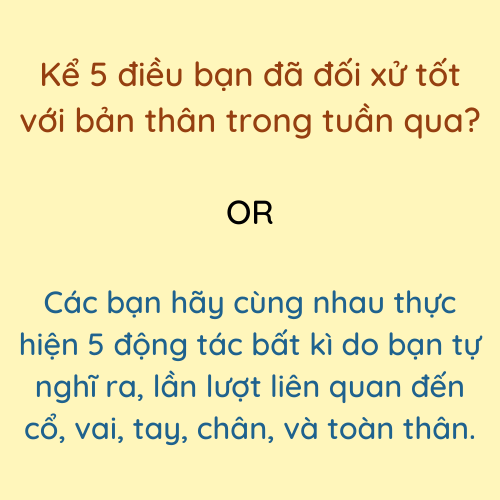 Kể 5 điều bạn đã đối xử tốt
với bản thân trong tuần qua?
OR
Các bạn hãy cùng nhau thực
hiện 5 động tác bất kì do bạn tự
nghĩ ra, lần lượt liên quan đến
cổ, vai, tay, chân, và toàn thân.